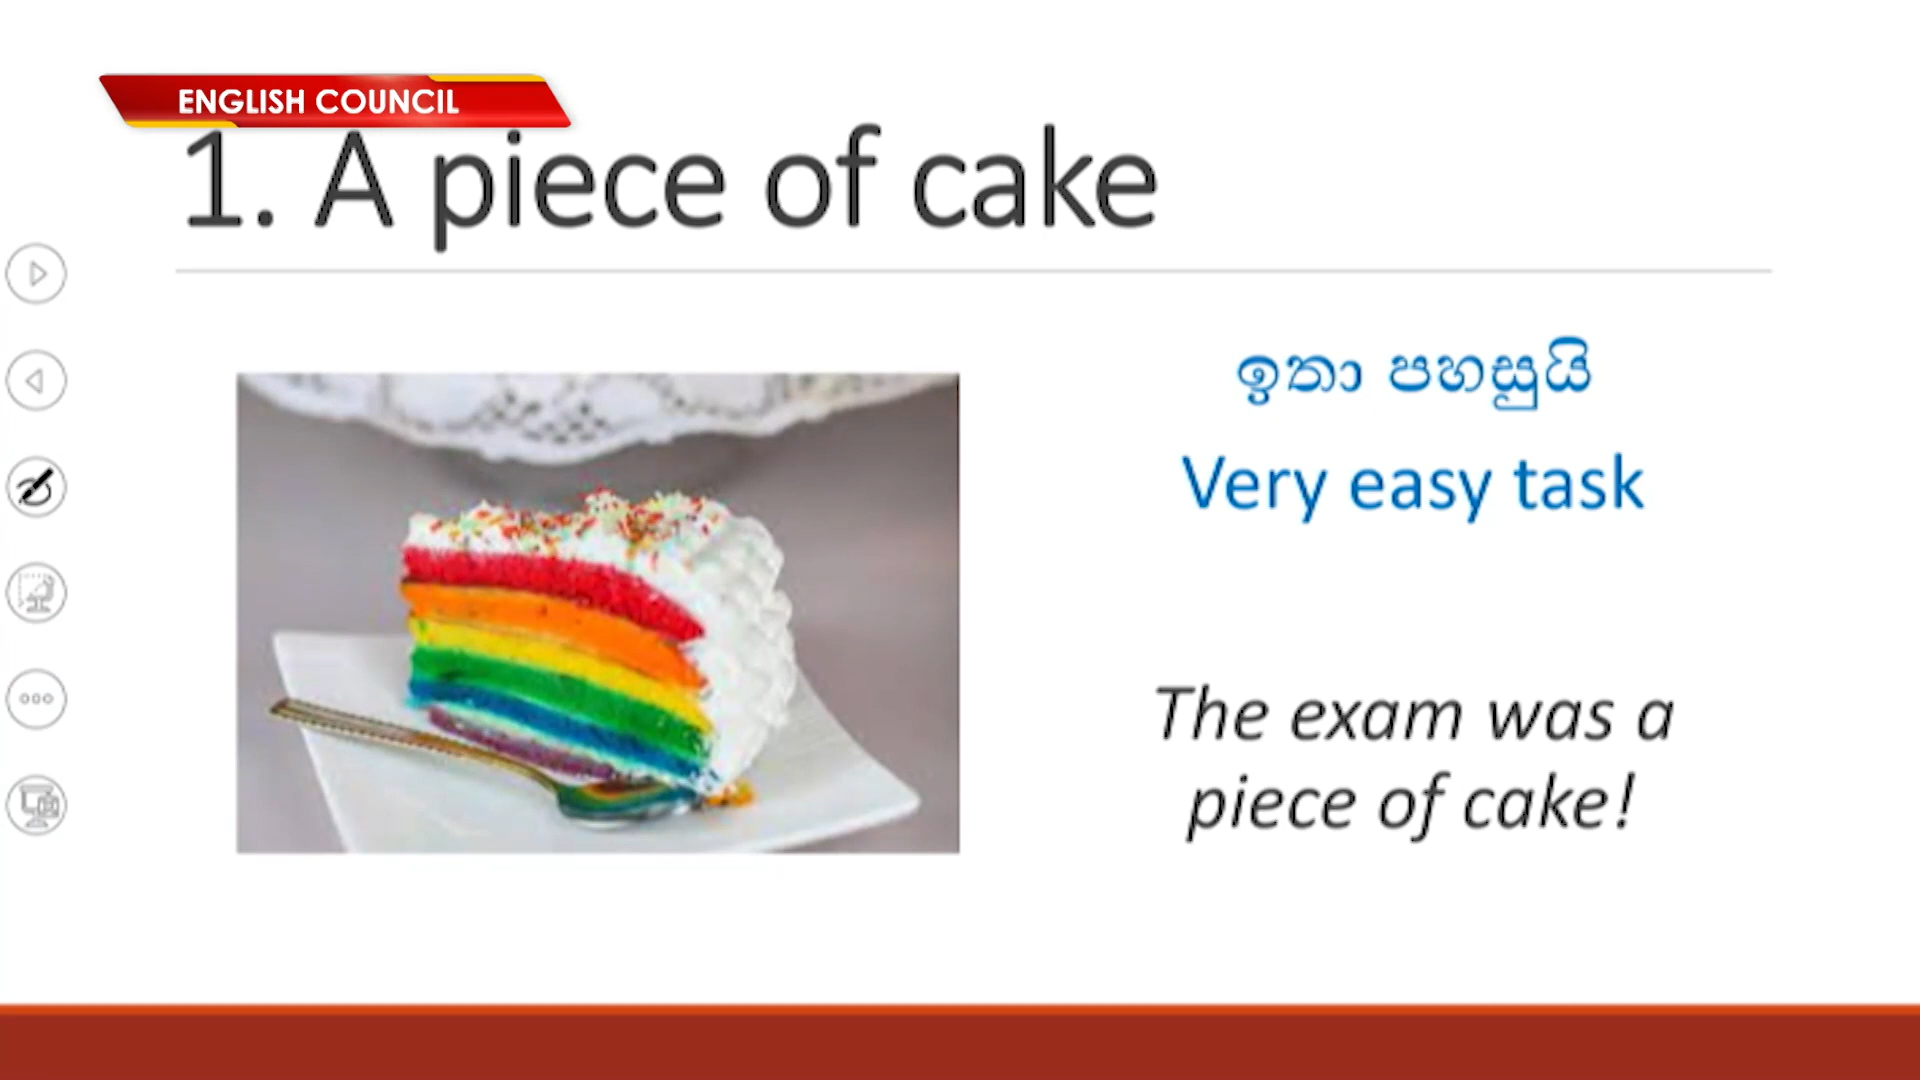 ENGLISH COUNCIL
1. A piece of cake
ඉතා පහසුයි
Very easy task
The exam was a
piece of cake!